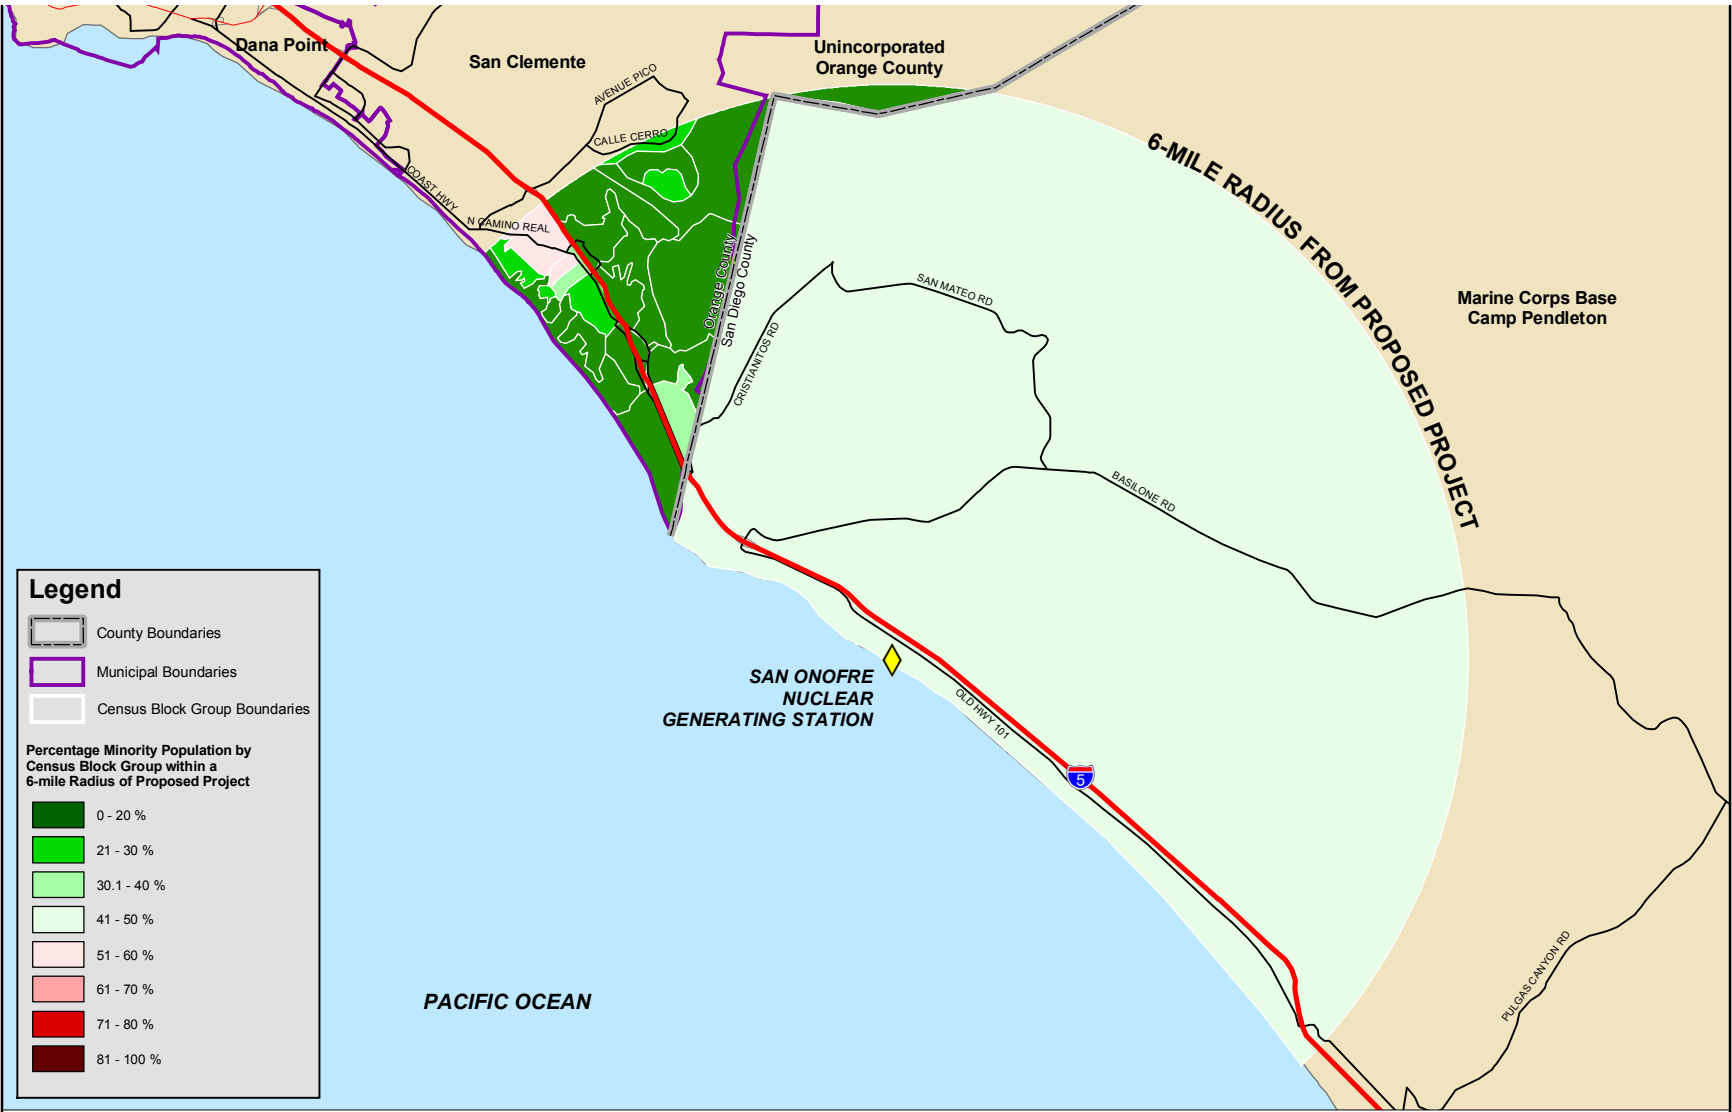 Dana Point
San Clemente
Unincorporated
Orange County
AVENUE PICO
CALLE CERRO
COAST HWY
N CAMINO REAL
6-MILE RADIUS FROM PROPOSED PROJECT
Orange County
San Diego County
SAN MATEO RD
CRISTIANITOS RD
Marine Corps Base
Camp Pendleton
BASILONE RD
SAN ONOFRE
NUCLEAR
GENERATING STATION
OLD HWY 101
5
PULGAS CANYON RD
PACIFIC OCEAN
Legend
County Boundaries
Municipal Boundaries
Census Block Group Boundaries
Percentage Minority Population by
Census Block Group within a
6-mile Radius of Proposed Project
0 - 20 %
21 - 30 %
30.1 - 40 %
41 - 50 %
51 - 60 %
61 - 70 %
71 - 80 %
81 - 100 %